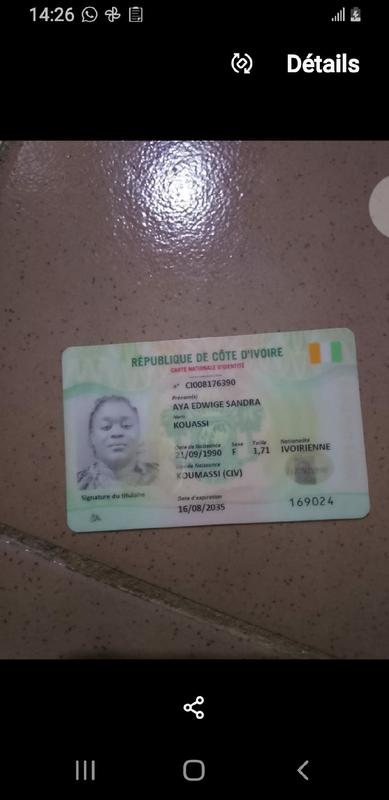 14:26
Détails
RÉPUBLIQUE DE CÔTE D'IVOIRE
CARTE NATIONALE D'IDENTITÉ
n° CI008176390
Prénom(s)
AYA EDWIGE SANDRA
Nom
KOUASSI
Date de Naissance Sexe Taille Nationalité
21/09/1990 F 1,71 IVOIRIENNE
Lieu de Naissance
KOUMASSI (CIV)
Signature du titulaire
Date d'expiration
16/08/2035
169024